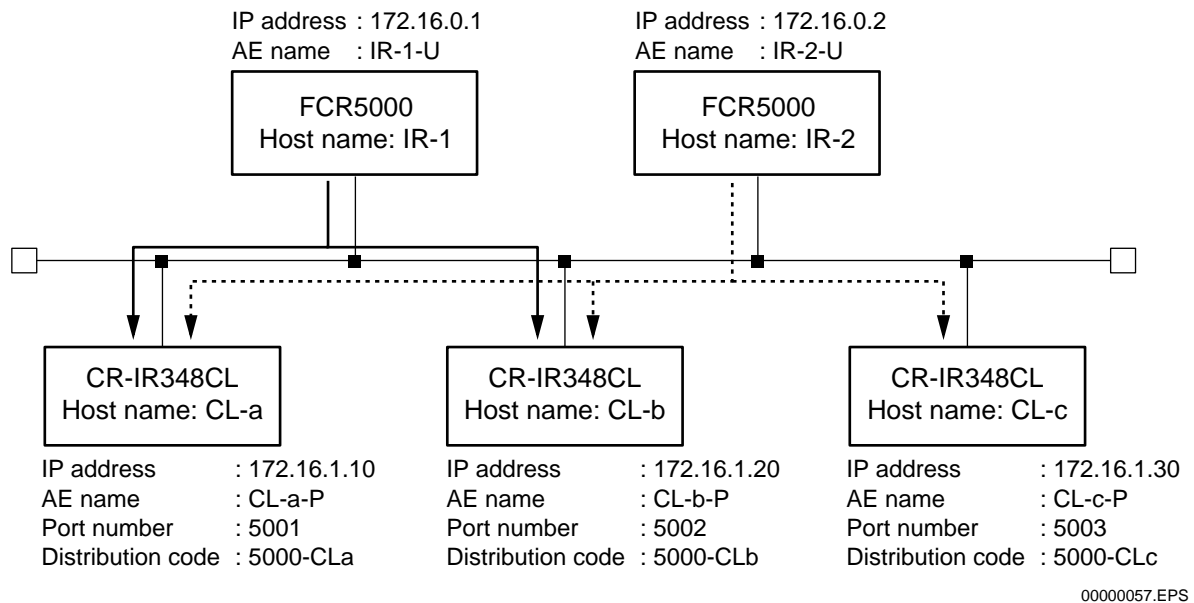 IP address : 172.16.0.1
AE name : IR-1-U
IP address : 172.16.0.2
AE name : IR-2-U
FCR5000
Host name: IR-1
FCR5000
Host name: IR-2
CR-IR348CL
Host name: CL-a
CR-IR348CL
Host name: CL-b
CR-IR348CL
Host name: CL-c
IP address : 172.16.1.10
AE name : CL-a-P
Port number : 5001
Distribution code : 5000-CLa
IP address : 172.16.1.20
AE name : CL-b-P
Port number : 5002
Distribution code : 5000-CLb
IP address : 172.16.1.30
AE name : CL-c-P
Port number : 5003
Distribution code : 5000-CLc
00000057.EPS